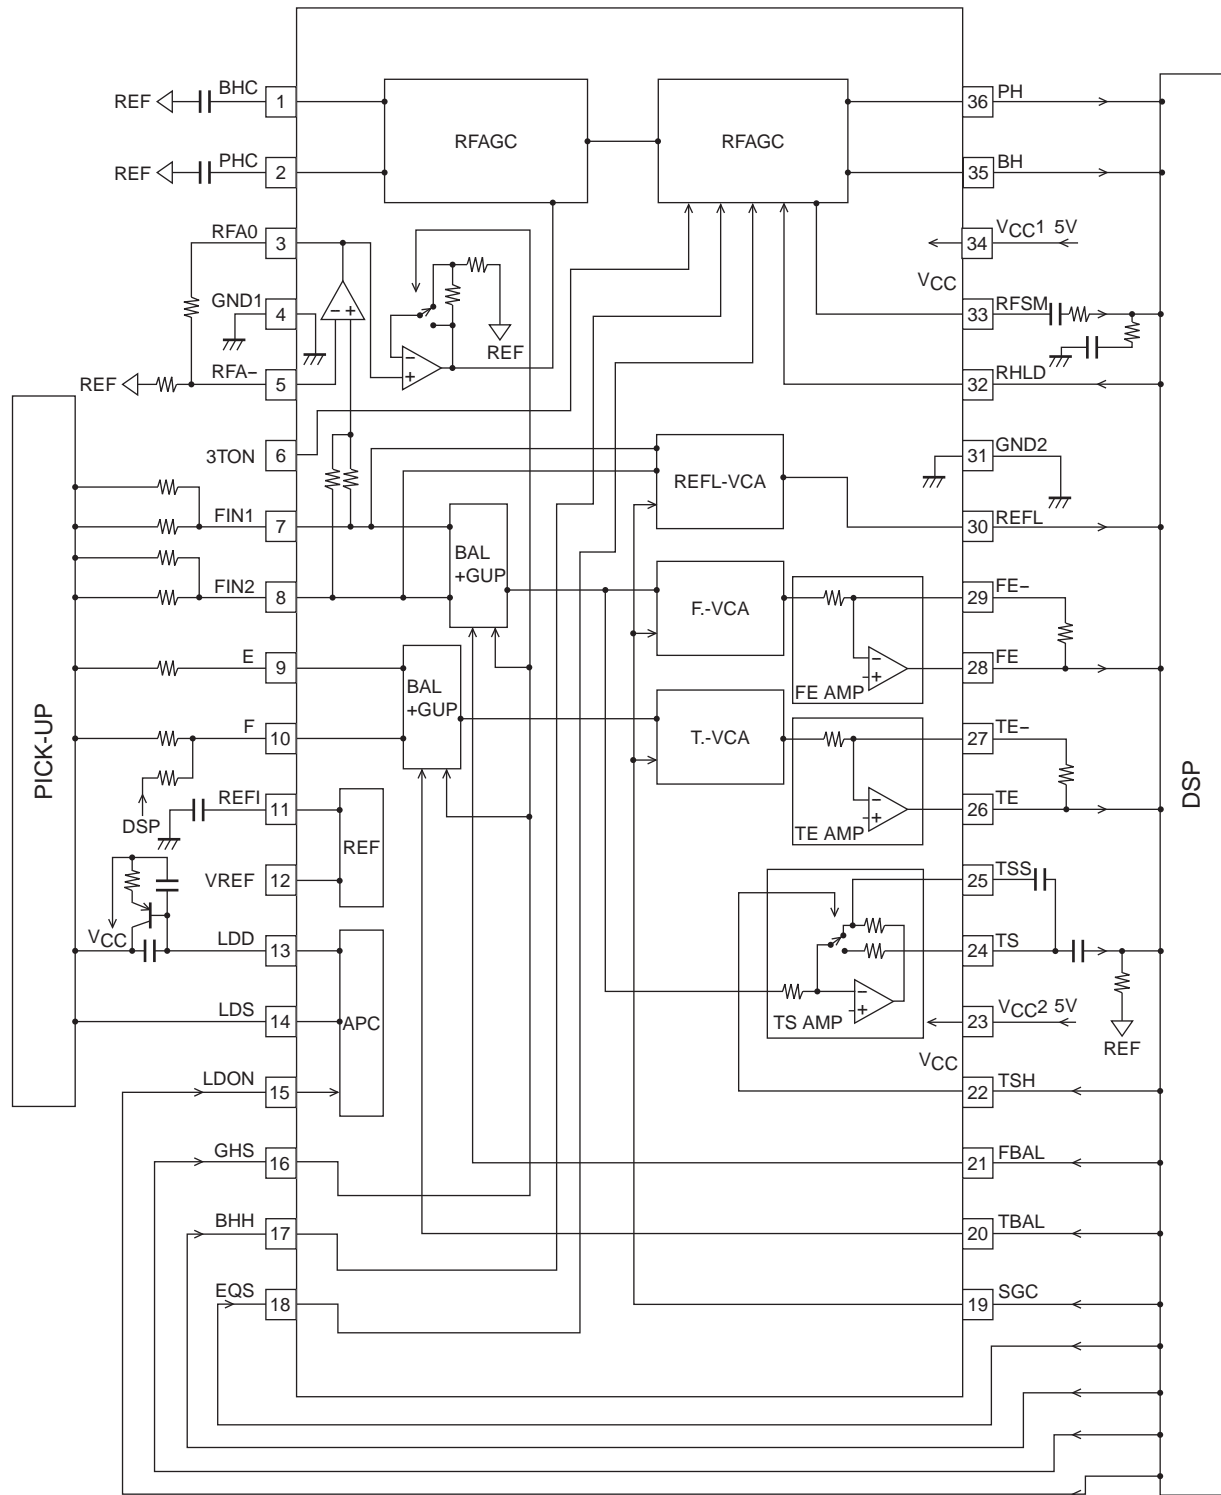 REF BHC 1 RFAGC RFAGC 36 PH
REF PHC 2 35 BH
RFA0 3 34 VCC1 5V
VCC
GND1 4 33 RFSM
REF
REF RFA− 5 − + − + 32 RHLD
3TON 6 REFL-VCA 31 GND2
FIN1 7 30 REFL
BAL
+GUP
FIN2 8 F.-VCA 29 FE−
E 9 − + 28 FE
FE AMP
BAL
+GUP
F 10 T.-VCA 27 TE−
PICK-UP
DSP
REFI 11 − + 26 TE
DSP
TE AMP
REF
VREF 12 25 TSS
VCC
LDD 13 24 TS
− +
LDS 14 APC TS AMP 23 VCC2 5V
REF
VCC
LDON 15 22 TSH
GHS 16 21 FBAL
BHH 17 20 TBAL
EQS 18 19 SGC